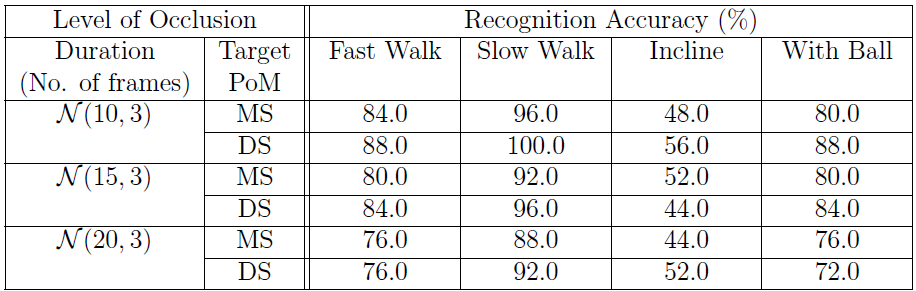 Level of Occlusion Recognition Accuracy (%)
Duration Target Fast Walk Slow Walk Incline With Ball
(No. of frames) PoM
𝒩(10, 3) MS 84.0 96.0 48.0 80.0
DS 88.0 100.0 56.0 88.0
𝒩(15, 3) MS 80.0 92.0 52.0 80.0
DS 84.0 96.0 44.0 84.0
𝒩(20, 3) MS 76.0 88.0 44.0 76.0
DS 76.0 92.0 52.0 72.0